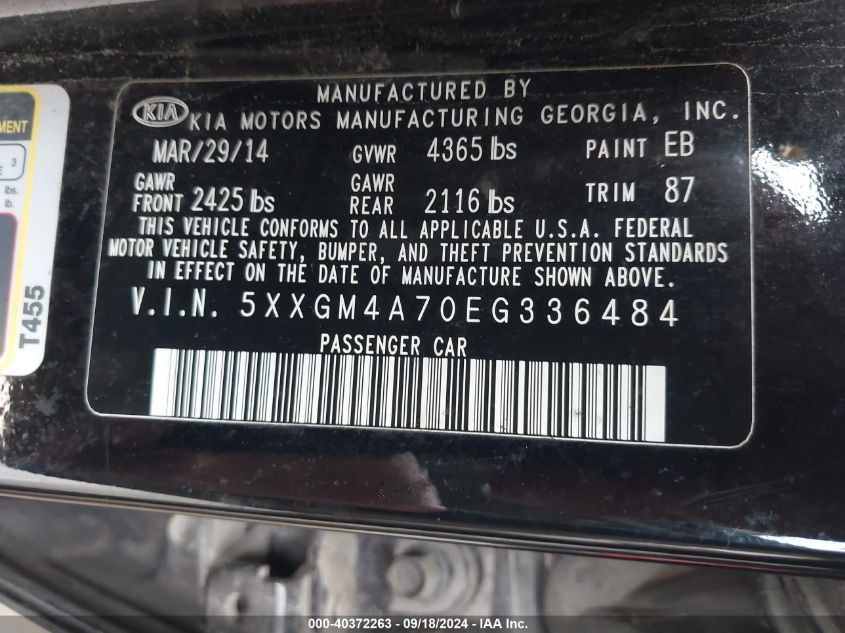 MANUFACTURED BY
KIA KIA MOTORS MANUFACTURING GEORGIA, INC.
MAR/29/14 GVWR 4365 lbs PAINT EB
GAWR FRONT 2425 lbs GAWR REAR 2116 lbs TRIM 87
THIS VEHICLE CONFORMS TO ALL APPLICABLE U.S.A. FEDERAL
MOTOR VEHICLE SAFETY, BUMPER, AND THEFT PREVENTION STANDARDS
IN EFFECT ON THE DATE OF MANUFACTURE SHOWN ABOVE.
V.I.N. 5XXGM4A70EG336484
PASSENGER CAR
3
lbs.
lb.
T455
000-40372263 - 09/18/2024 - IAA Inc.